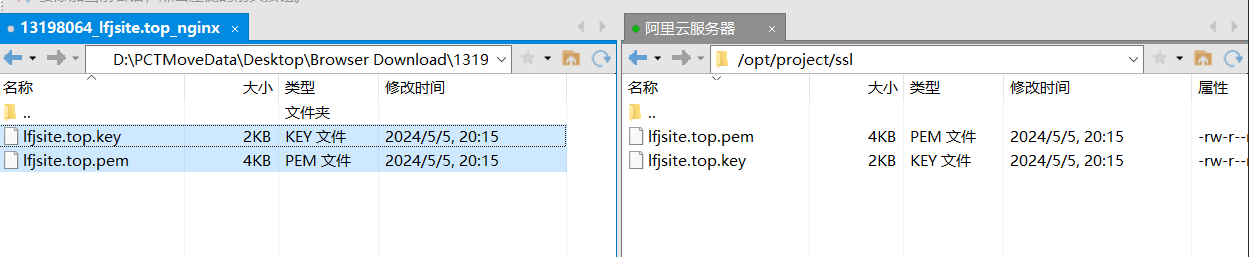 13198064_lfjsite.top_nginx ×
阿里云服务器 ×
D:\PCTMoveData\Desktop\Browser Download\1319
/opt/project/ssl
名称 大小 类型 修改时间
名称 大小 类型 修改时间 属性
.. 文件夹
..
lfjsite.top.key 2KB KEY 文件 2024/5/5, 20:15
lfjsite.top.pem 4KB PEM 文件 2024/5/5, 20:15 -rw-r--r
lfjsite.top.pem 4KB PEM 文件 2024/5/5, 20:15
lfjsite.top.key 2KB KEY 文件 2024/5/5, 20:15 -rw-r--r